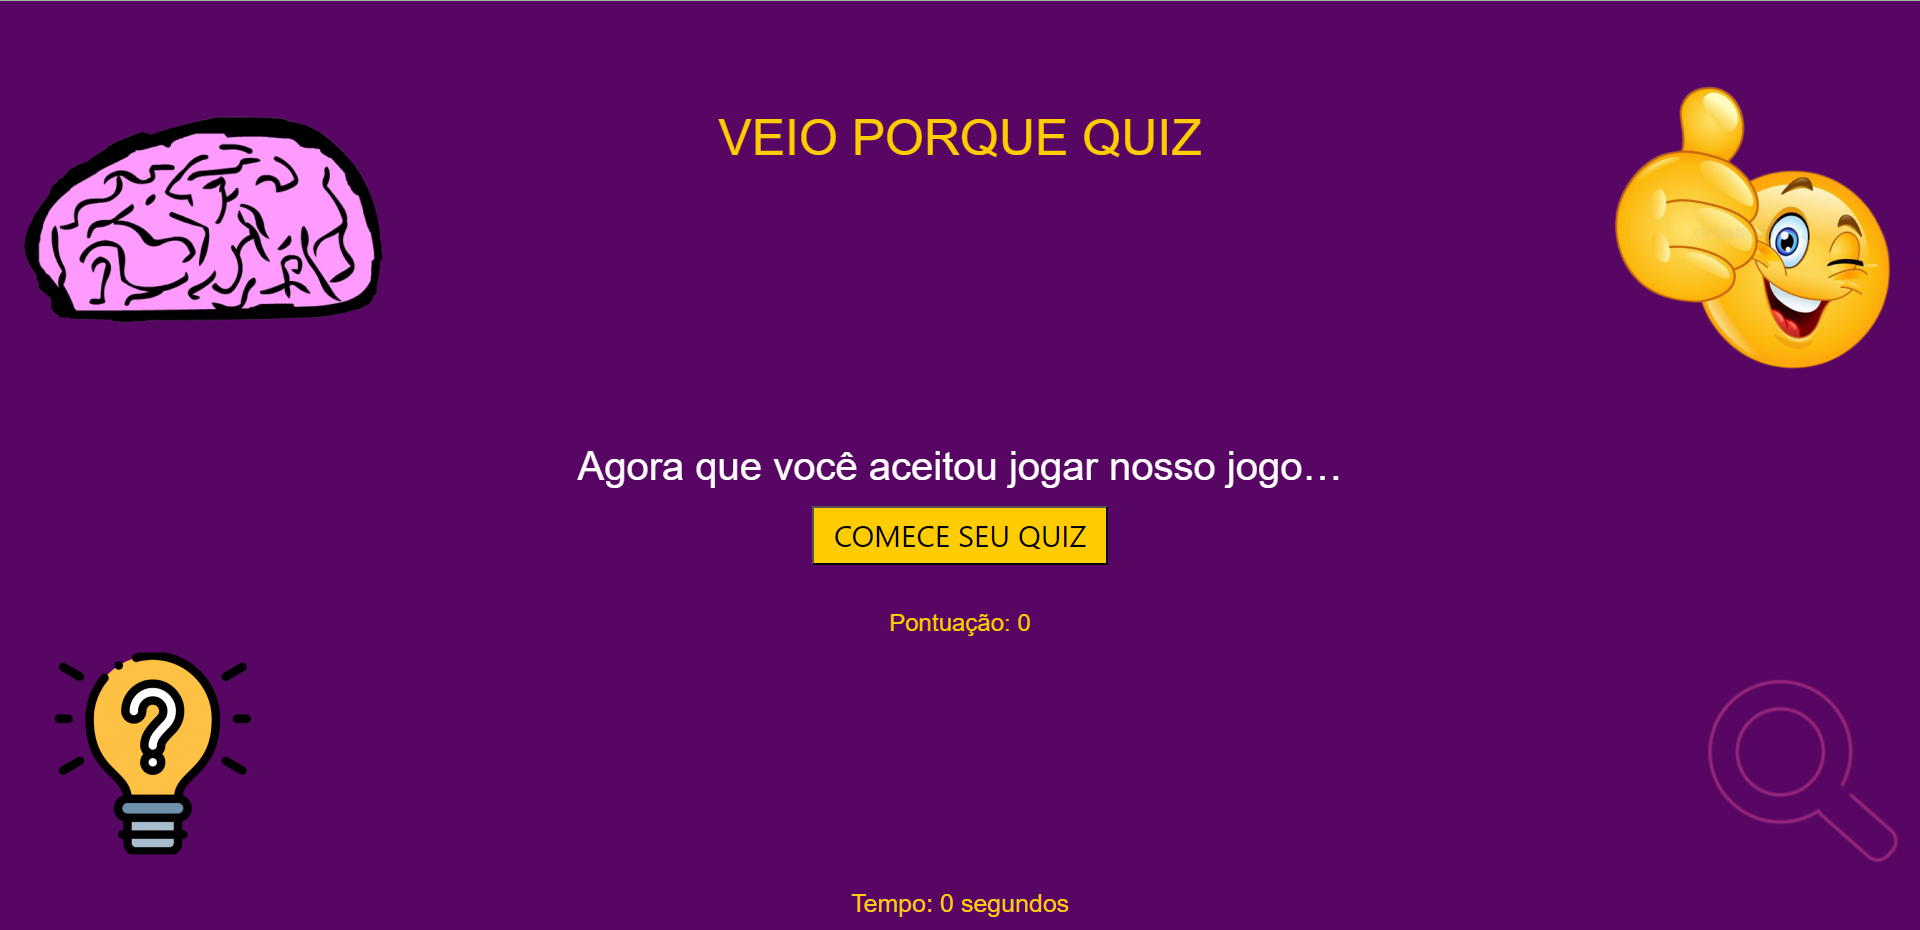 VEIO PORQUE QUIZ
Agora que você aceitou jogar nosso jogo...
COMECE SEU QUIZ
Pontuação: 0
?
Tempo: 0 segundos